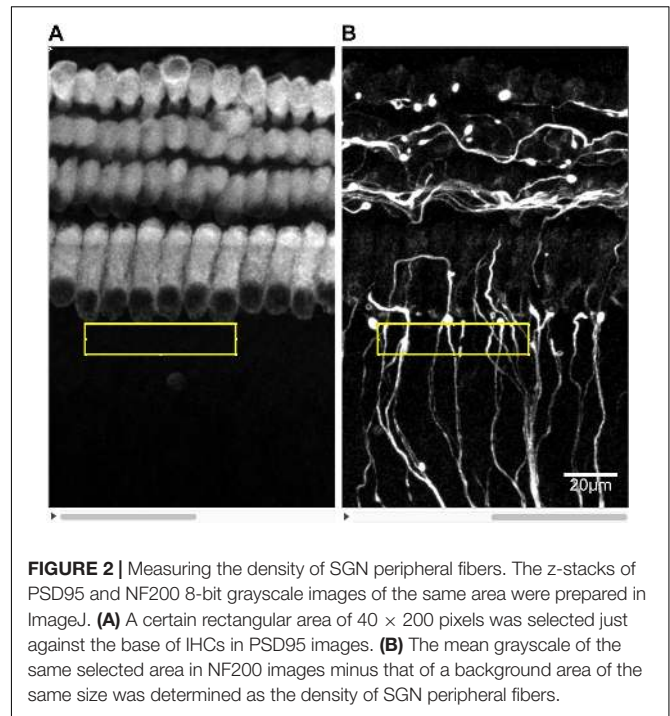 A
B
20μm
FIGURE 2 | Measuring the density of SGN peripheral fibers. The z-stacks of
PSD95 and NF200 8-bit grayscale images of the same area were prepared in
ImageJ. (A) A certain rectangular area of 40 × 200 pixels was selected just
against the base of IHCs in PSD95 images. (B) The mean grayscale of the
same selected area in NF200 images minus that of a background area of the
same size was determined as the density of SGN peripheral fibers.